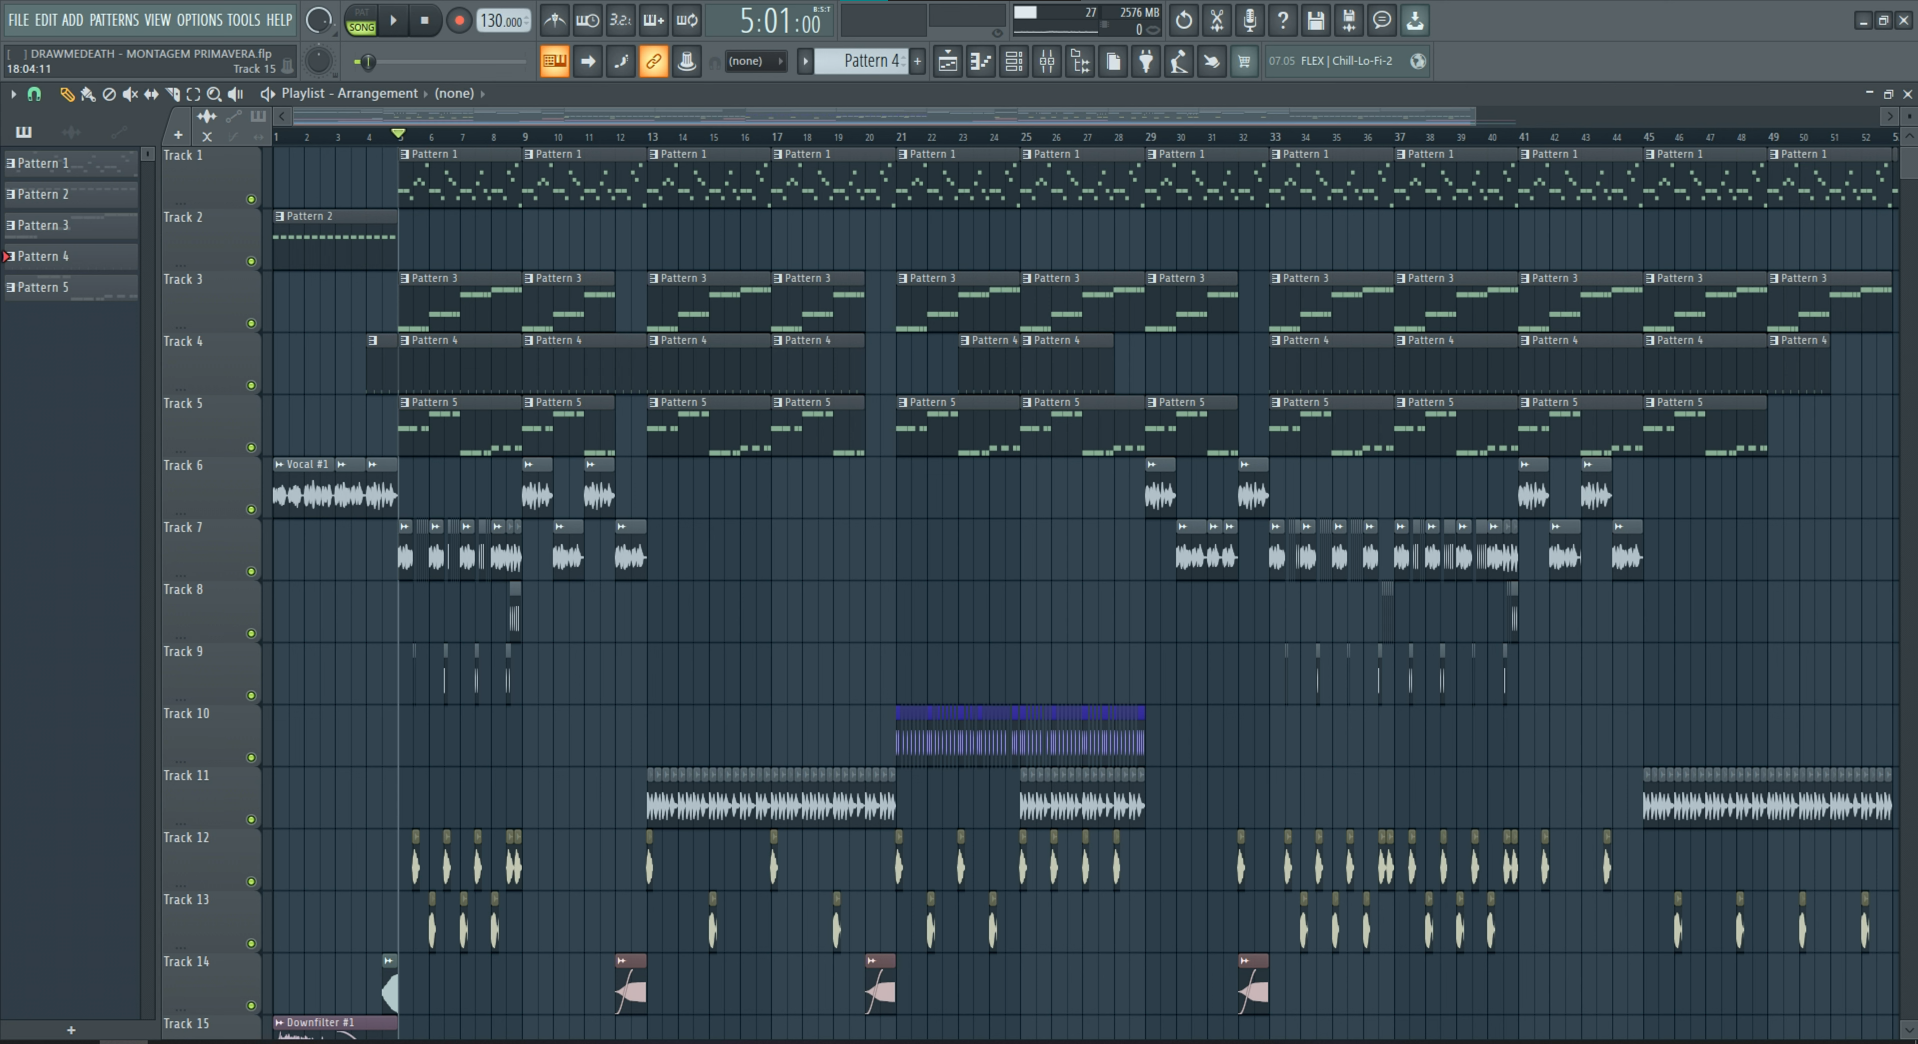 FILE EDIT ADD PATTERNS VIEW OPTIONS TOOLS HELP
PAT
SONG
130.000
3.2.
5:01:00
B:S:T
27
2576 MB
0
[ ] DRAWMEDEATH - MONTAGEM PRIMAVERA.flp
18:04:11
Track 15
(none)
Pattern 4
+
07.05 FLEX | Chill-Lo-Fi-2
Playlist - Arrangement
(none)
1 2 3 4 5 6 7 8 9 10 11 12 13 14 15 16 17 18 19 20 21 22 23 24 25 26 27 28 29 30 31 32 33 34 35 36 37 38 39 40 41 42 43 44 45 46 47 48 49 50 51 52
Pattern 1
Pattern 2
Pattern 3
Pattern 4
Pattern 5
+
Track 1
Pattern 1 Pattern 1 Pattern 1 Pattern 1 Pattern 1 Pattern 1 Pattern 1 Pattern 1 Pattern 1 Pattern 1 Pattern 1 Pattern 1
Track 2
Pattern 2
Track 3
Pattern 3 Pattern 3 Pattern 3 Pattern 3 Pattern 3 Pattern 3 Pattern 3 Pattern 3 Pattern 3 Pattern 3 Pattern 3 Pattern 3
Track 4
Pattern 4 Pattern 4 Pattern 4 Pattern 4 Pattern 4 Pattern 4 Pattern 4 Pattern 4 Pattern 4 Pattern 4 Pattern 4
Track 5
Pattern 5 Pattern 5 Pattern 5 Pattern 5 Pattern 5 Pattern 5 Pattern 5 Pattern 5 Pattern 5 Pattern 5 Pattern 5
Track 6
Vocal #1
Track 7
Track 8
Track 9
Track 10
Track 11
Track 12
Track 13
Track 14
Track 15
Downfilter #1